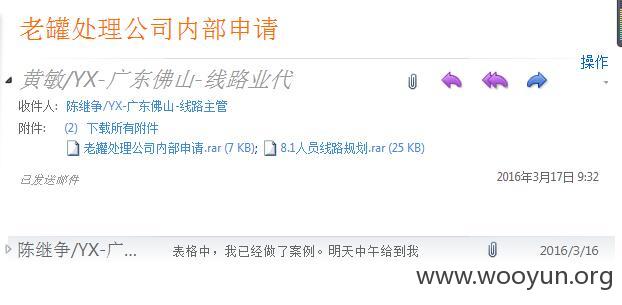 老罐处理公司内部申请
操作
黄敏/YX-广东佛山-线路业代
收件人: 陈继争/YX-广东佛山-线路主管
附件: (2) 下载所有附件
老罐处理公司内部申请.rar (7 KB); 8.1人员线路规划.rar (25 KB)
已发送邮件 2016年3月17日 9:32
陈继争/YX-广... 表格中，我已经做了案例。明天中午给到我 2016/3/16
www.wooyun.org